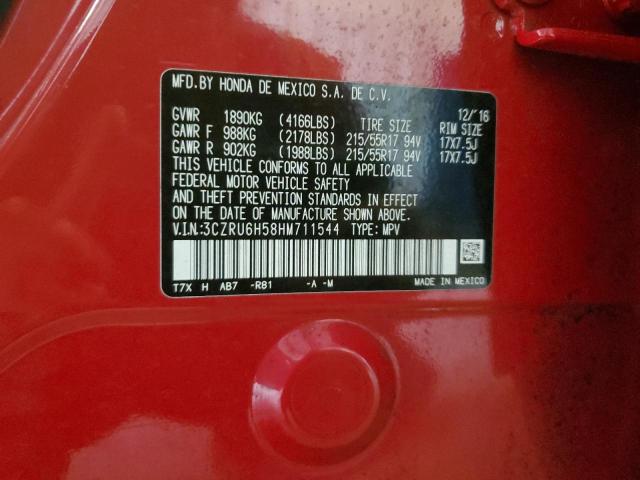 MFD.BY HONDA DE MEXICO S.A. DE C.V.
12/'16
GVWR 1890KG (4166LBS) TIRE SIZE RIM SIZE
GAWR F 988KG (2178LBS) 215/55R17 94V 17X7.5J
GAWR R 902KG (1988LBS) 215/55R17 94V 17X7.5J
THIS VEHICLE CONFORMS TO ALL APPLICABLE
FEDERAL MOTOR VEHICLE SAFETY
AND THEFT PREVENTION STANDARDS IN EFFECT
ON THE DATE OF MANUFACTURE SHOWN ABOVE.
V.I.N:3CZRU6H58HM711544 TYPE: MPV
T7X H AB7 -R81 -A -M MADE IN MEXICO